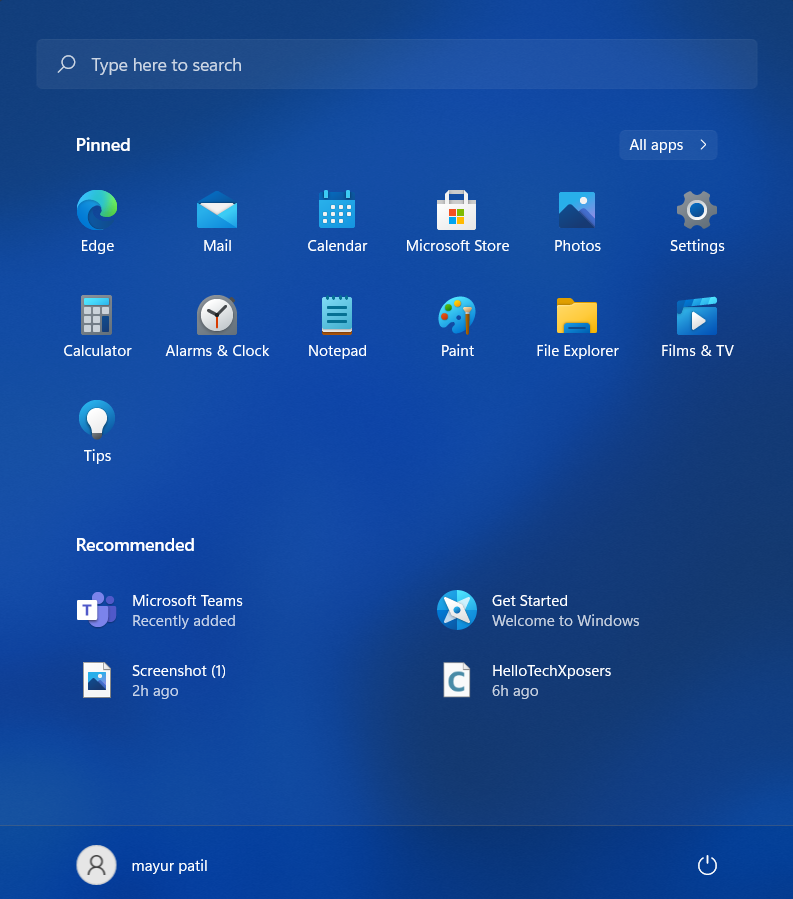 Type here to search
Pinned
All apps
Edge
Mail
Calendar
Microsoft Store
Photos
Settings
Calculator
Alarms & Clock
Notepad
Paint
File Explorer
Films & TV
Tips
Recommended
T
Microsoft Teams
Recently added
Get Started
Welcome to Windows
Screenshot (1)
2h ago
C
HelloTechXposers
6h ago
mayur patil